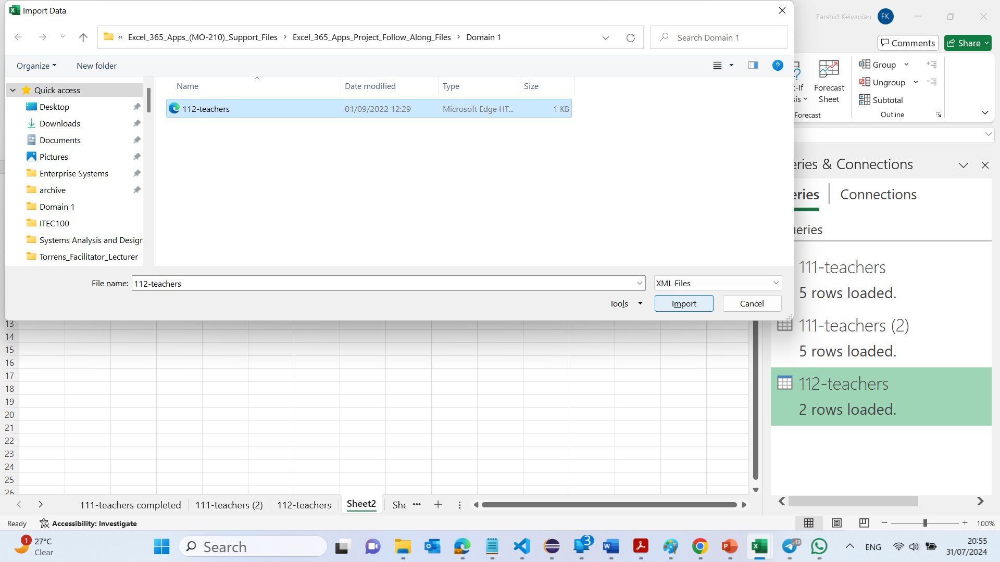 Import Data
Farshid Keivanian FK
« Excel_365_Apps_(MO-210)_Support_Files > Excel_365_Apps_Project_Follow_Along_Files > Domain 1
Search Domain 1
Comments
Share
Organize
New folder
Group
Ungroup
Subtotal
Outline
Forecast
Sheet
Forecast
Name
Date modified
Type
Size
112-teachers
01/09/2022 12:29
Microsoft Edge HT...
1 KB
Quick access
Desktop
Downloads
Documents
Pictures
Enterprise Systems
archive
Domain 1
ITEC100
Systems Analysis and Design
Torrens_Facilitator_Lecturer
File name:
112-teachers
XML Files
Tools
Import
Cancel
eries & Connections
eries
Connections
ueries
111-teachers
5 rows loaded.
111-teachers (2)
5 rows loaded.
112-teachers
2 rows loaded.
13
14
15
16
17
18
19
20
21
22
23
24
25
26
111-teachers completed
111-teachers (2)
112-teachers
Sheet2
She
Ready
Accessibility: Investigate
100%
1
27°C
Clear
Search
3
48
ENG
20:55
31/07/2024